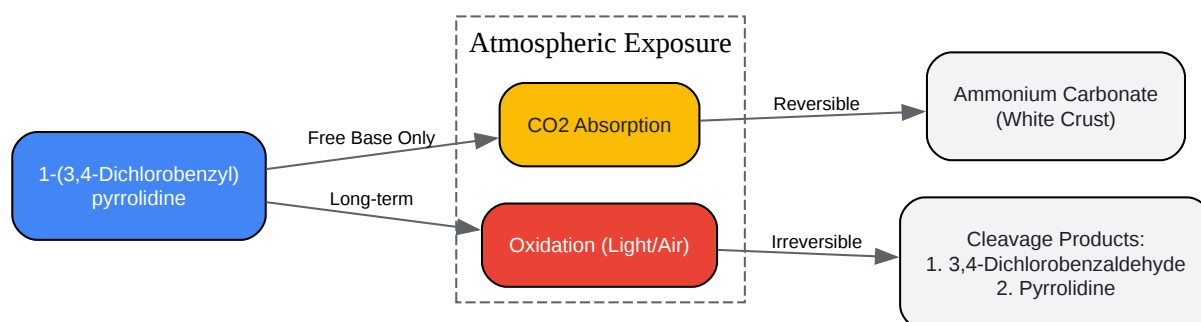 Atmospheric Exposure
1-(3,4-Dichlorobenzyl)
pyrrolidine
Free Base Only
Long-term
CO2 Absorption
Oxidation (Light/Air)
Reversible
Irreversible
Ammonium Carbonate
(White Crust)
Cleavage Products:
1. 3,4-Dichlorobenzaldehyde
2. Pyrrolidine